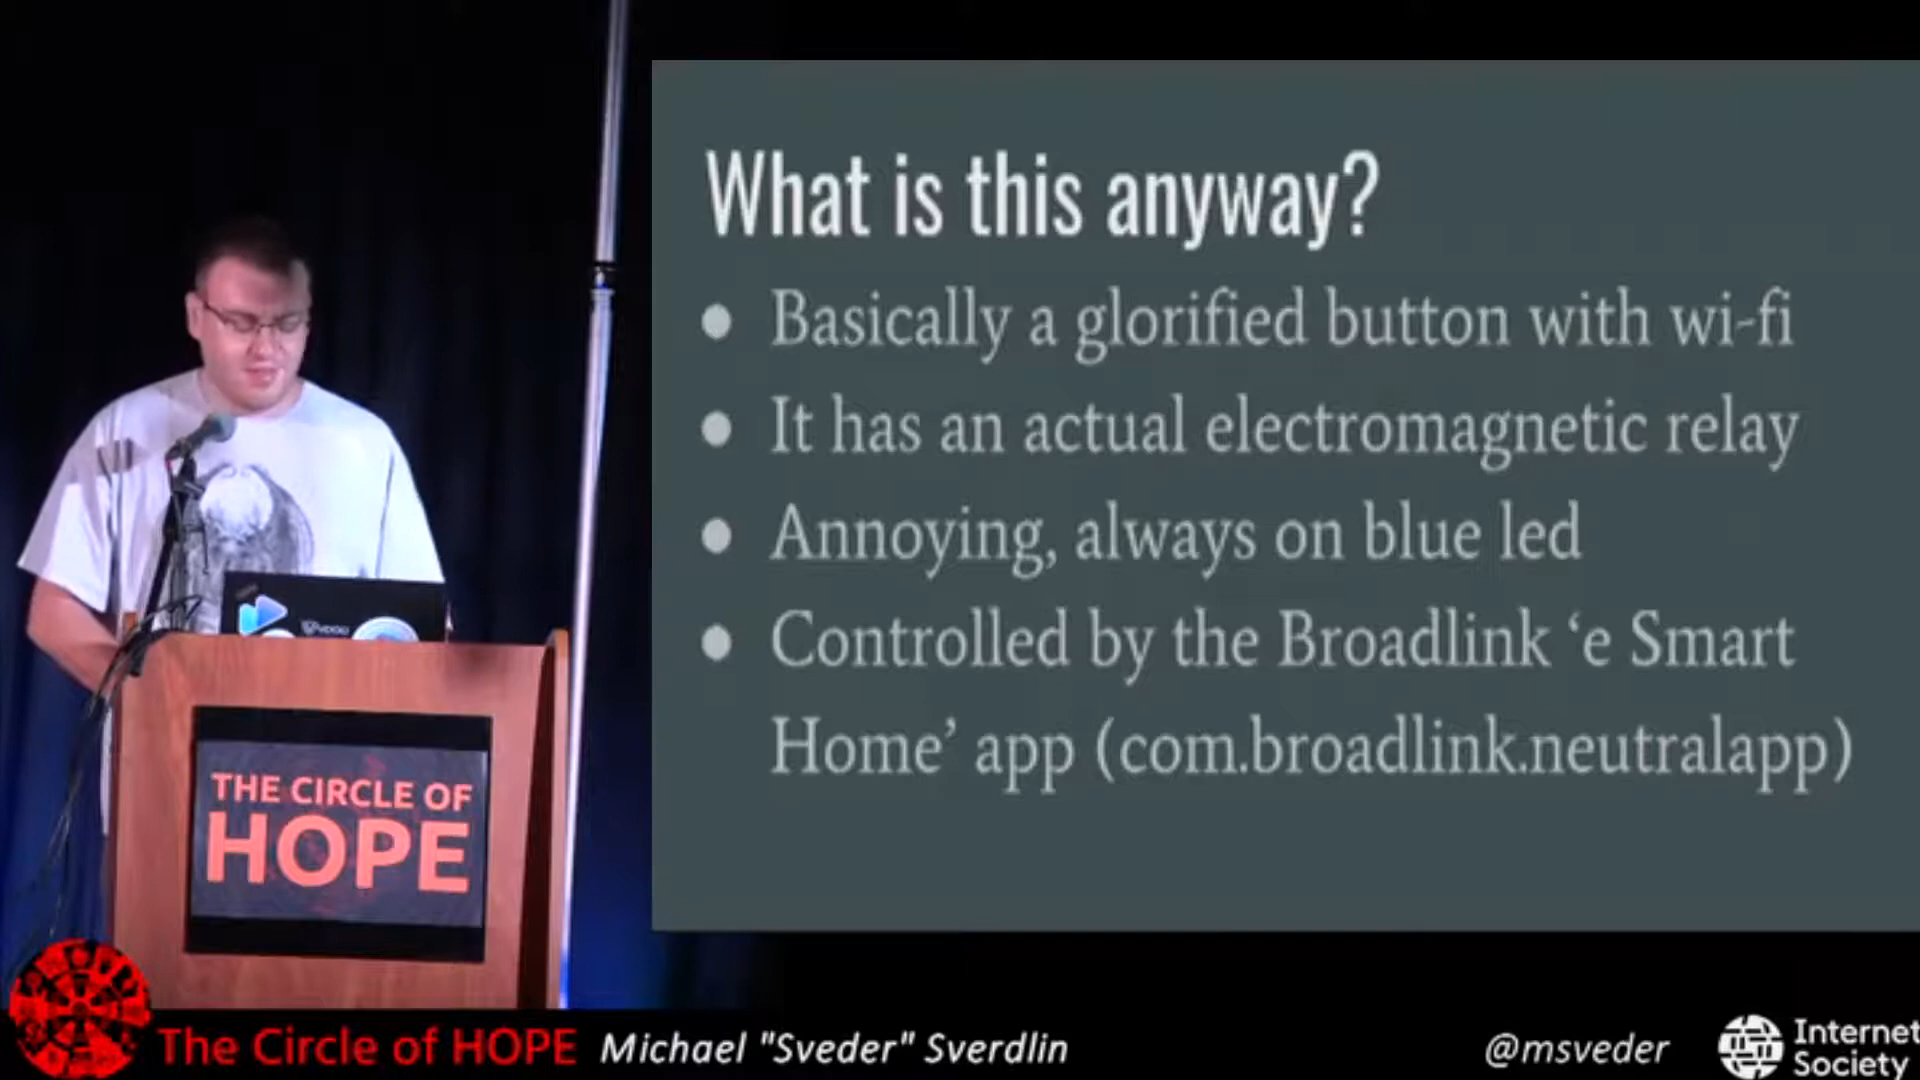 What is this anyway?
● Basically a glorified button with wi-fi
● It has an actual electromagnetic relay
● Annoying, always on blue led
● Controlled by the Broadlink ‘e Smart
Home’ app (com.broadlink.neutralapp)
THE CIRCLE OF
HOPE
The Circle of HOPE Michael "Sveder" Sverdlin @msveder Internet
Society